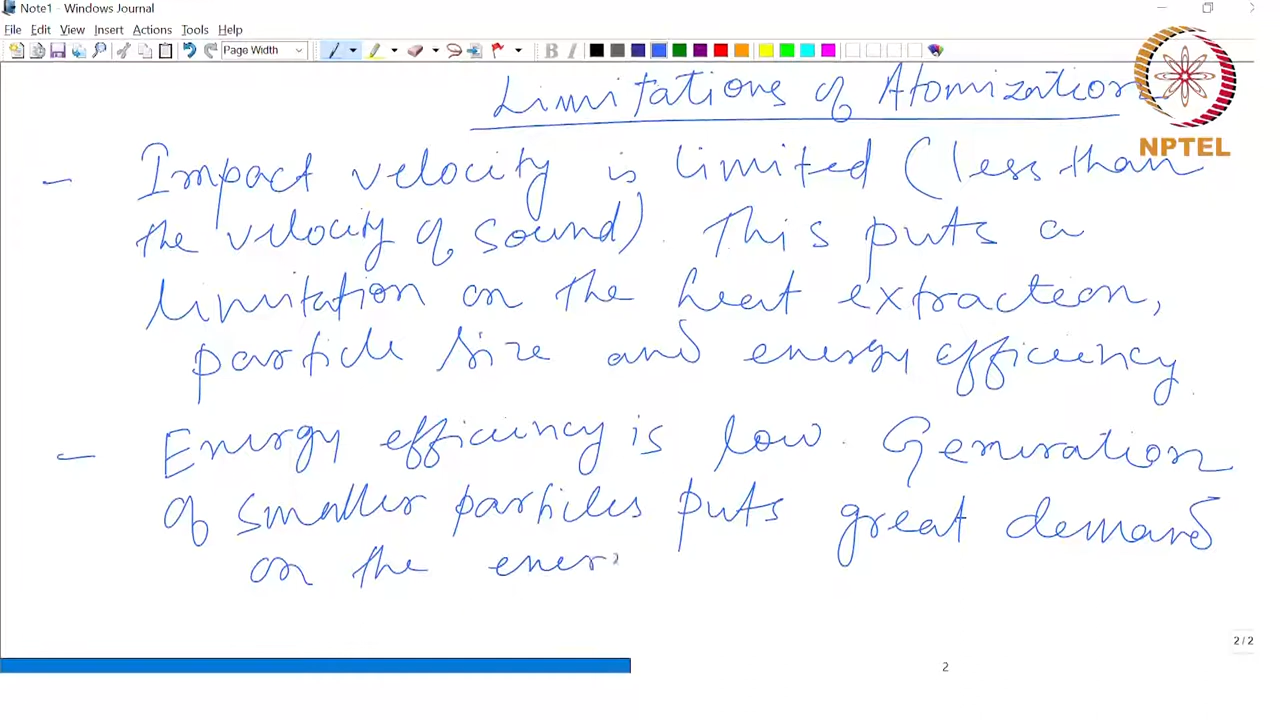 Note1 - Windows Journal
File Edit View Insert Actions Tools Help
Page Width B I
Limitations of Atomization
NPTEL
- Impact velocity is limited (less than
the velocity of sound). This puts a
limitation on the heat extraction,
particle size and energy efficiency.
- Energy efficiency is low. Generation
of smaller particles puts great demand
on the ener
2 / 2
2